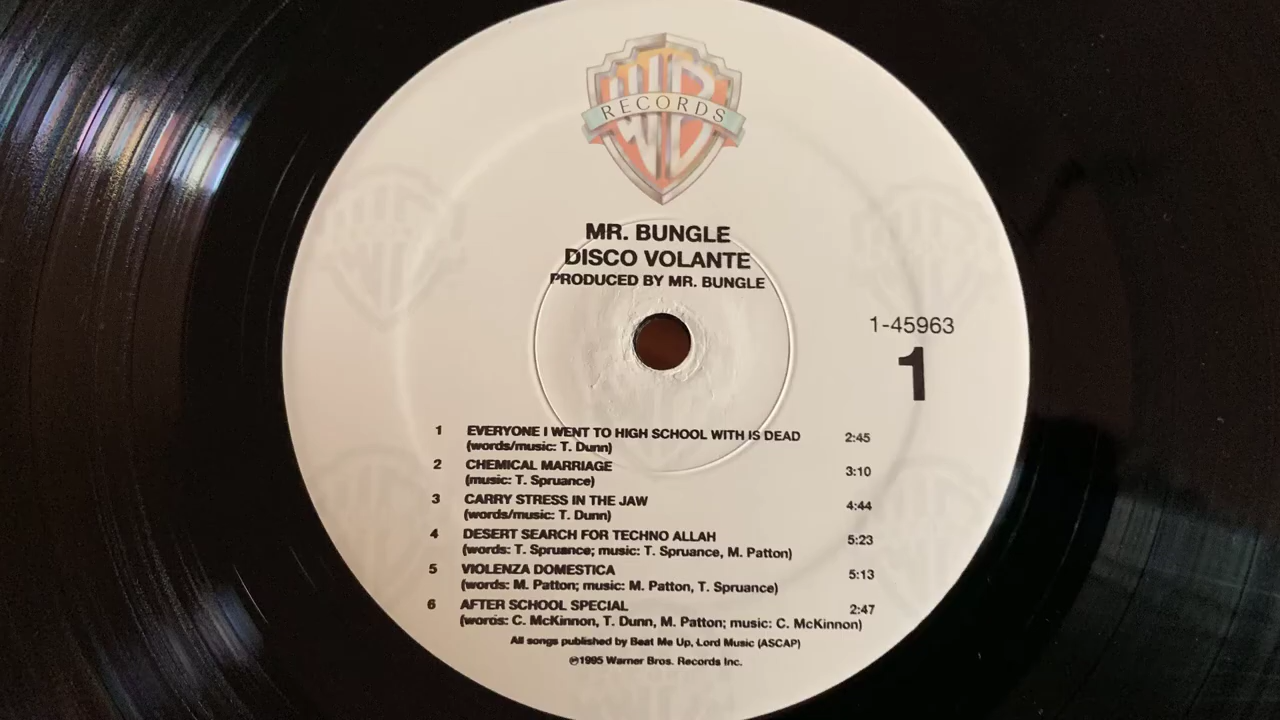 WB
RECORDS
MR. BUNGLE
DISCO VOLANTE
PRODUCED BY MR. BUNGLE
1-45963
1
1 EVERYONE I WENT TO HIGH SCHOOL WITH IS DEAD 2:45
(words/music: T. Dunn)
2 CHEMICAL MARRIAGE 3:10
(music: T. Spruance)
3 CARRY STRESS IN THE JAW 4:44
(words/music: T. Dunn)
4 DESERT SEARCH FOR TECHNO ALLAH 5:23
(words: T. Spruance; music: T. Spruance, M. Patton)
5 VIOLENZA DOMESTICA 5:13
(words: M. Patton; music: M. Patton, T. Spruance)
6 AFTER SCHOOL SPECIAL 2:47
(words: C. McKinnon, T. Dunn, M. Patton; music: C. McKinnon)
All songs published by Beat Me Up, Lord Music (ASCAP)
℗1995 Warner Bros. Records Inc.